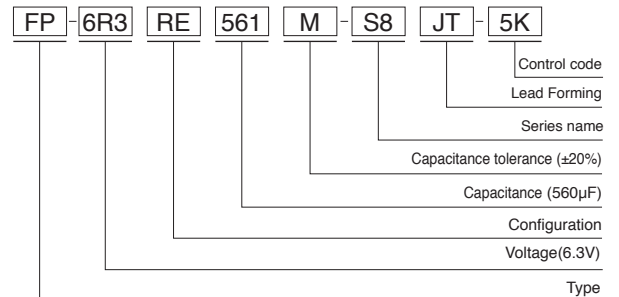 FP-6R3 RE 561 M-S8 JT-5K
Control code
Lead Forming
Series name
Capacitance tolerance (±20%)
Capacitance (560μF)
Configuration
Voltage(6.3V)
Type